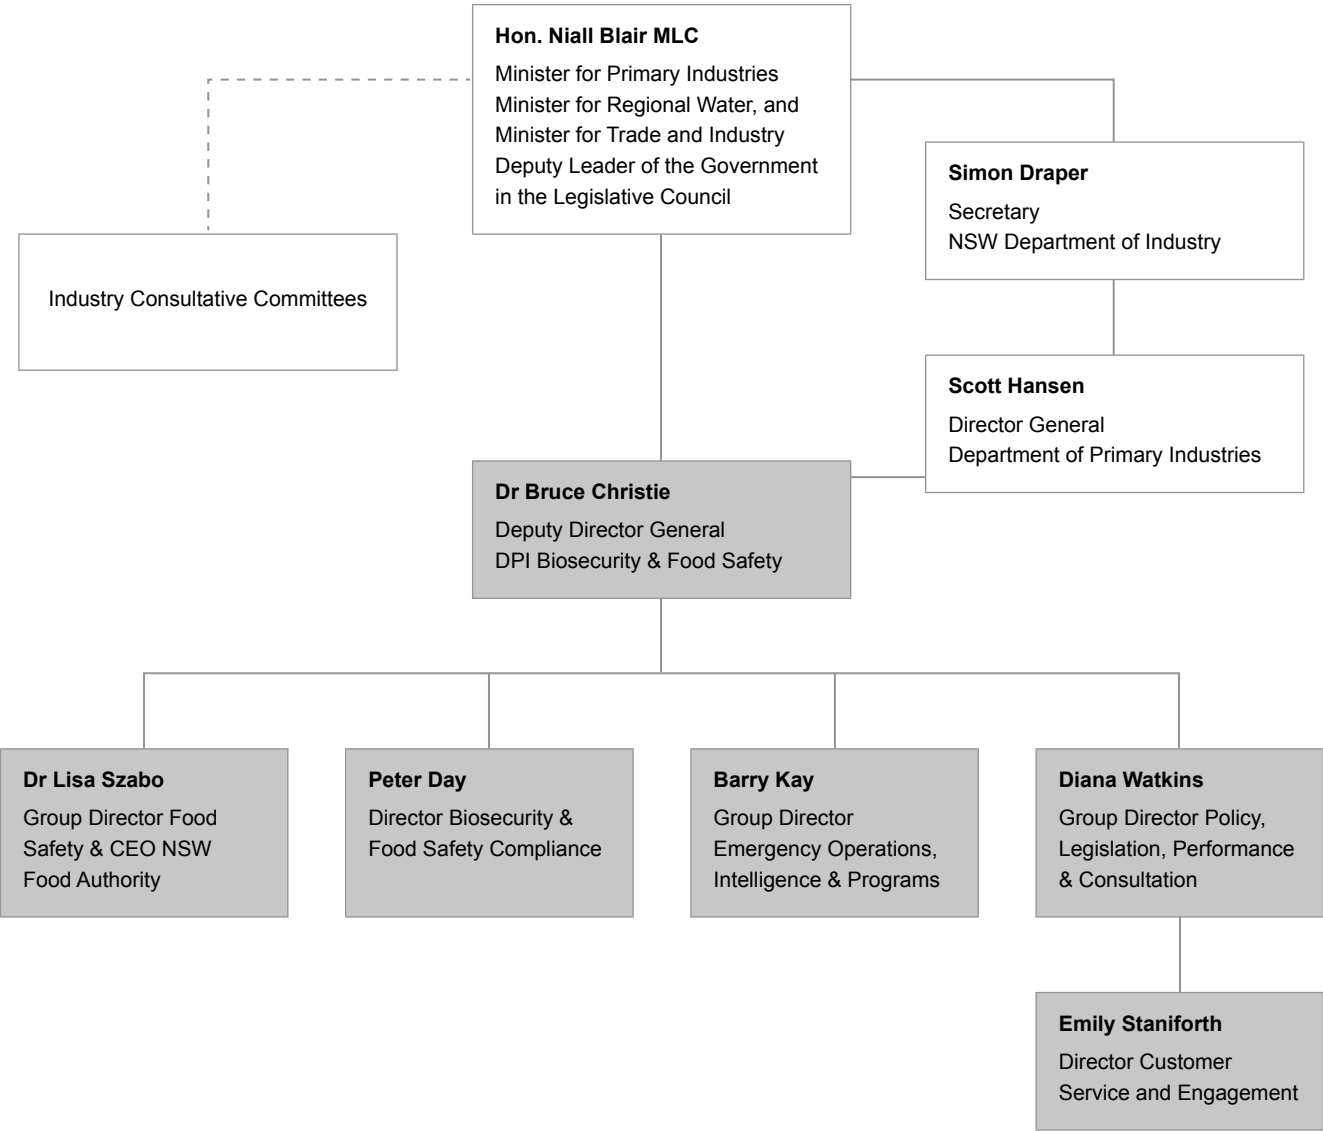 Hon. Niall Blair MLC
Minister for Primary Industries
Minister for Regional Water, and
Minister for Trade and Industry
Deputy Leader of the Government
in the Legislative Council
Simon Draper
Secretary
NSW Department of Industry
Industry Consultative Committees
Scott Hansen
Director General
Department of Primary Industries
Dr Bruce Christie
Deputy Director General
DPI Biosecurity & Food Safety
Dr Lisa Szabo
Group Director Food
Safety & CEO NSW
Food Authority
Peter Day
Director Biosecurity &
Food Safety Compliance
Barry Kay
Group Director
Emergency Operations,
Intelligence & Programs
Diana Watkins
Group Director Policy,
Legislation, Performance
& Consultation
Emily Staniforth
Director Customer
Service and Engagement